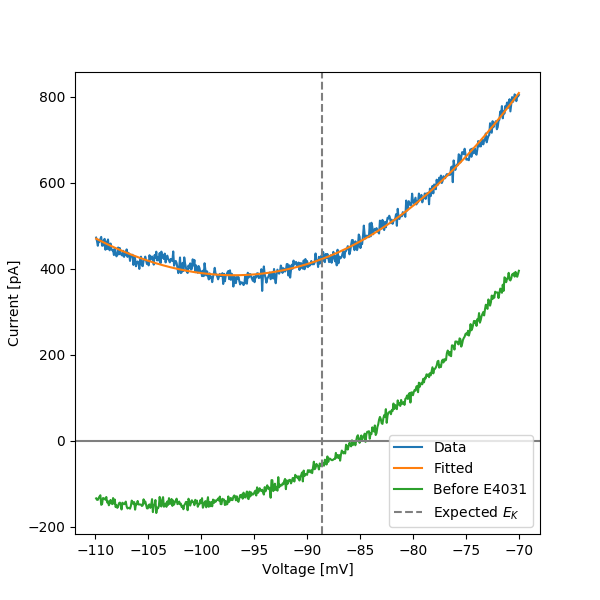 Current [pA]
800
600
400
200
0
−200
Data
Fitted
Before E4031
Expected E_K
−110 −105 −100 −95 −90 −85 −80 −75 −70
Voltage [mV]